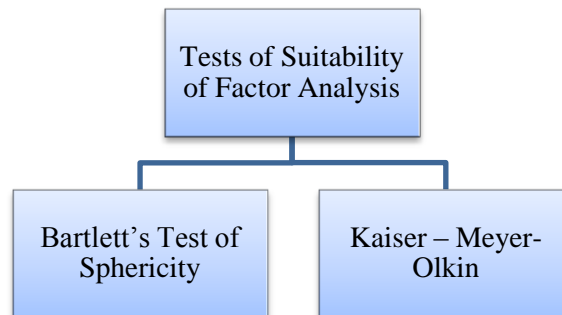 Tests of Suitability
of Factor Analysis
Bartlett’s Test of
Sphericity
Kaiser – Meyer-
Olkin